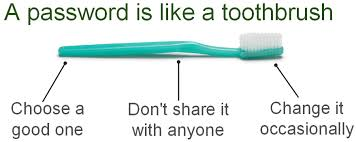 A password is like a toothbrush
Choose a
good one
Don't share it
with anyone
Change it
occasionally